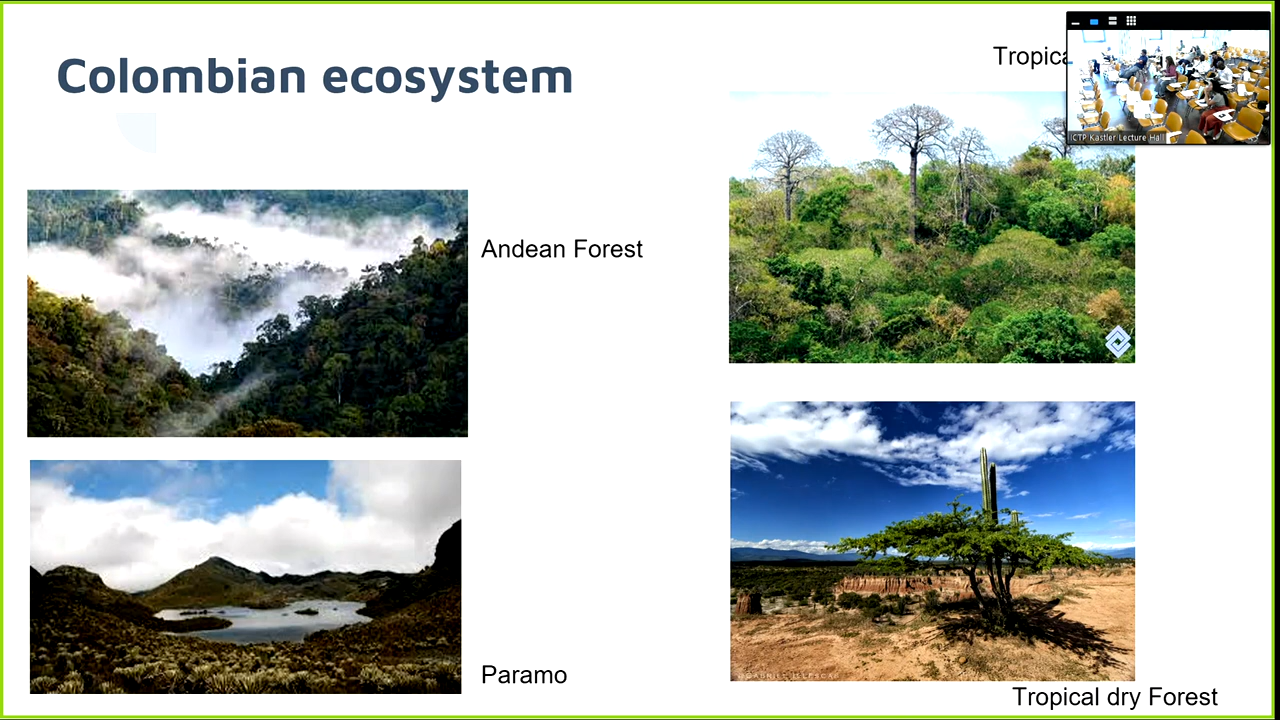 Colombian ecosystem
Andean Forest
Paramo
ICTP Kastler Lecture Hall
Tropical dry Forest